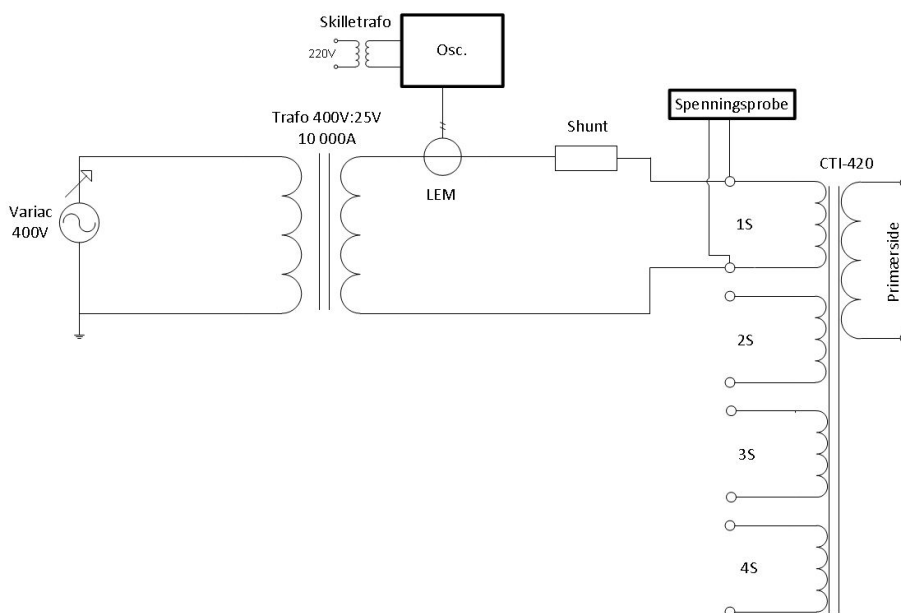 Skilletrafo
220V
Osc.
Trafo 400V:25V
10 000A
LEM
Shunt
Spenningsprobe
CTI-420
Variac
400V
1S
2S
3S
4S
Primærside